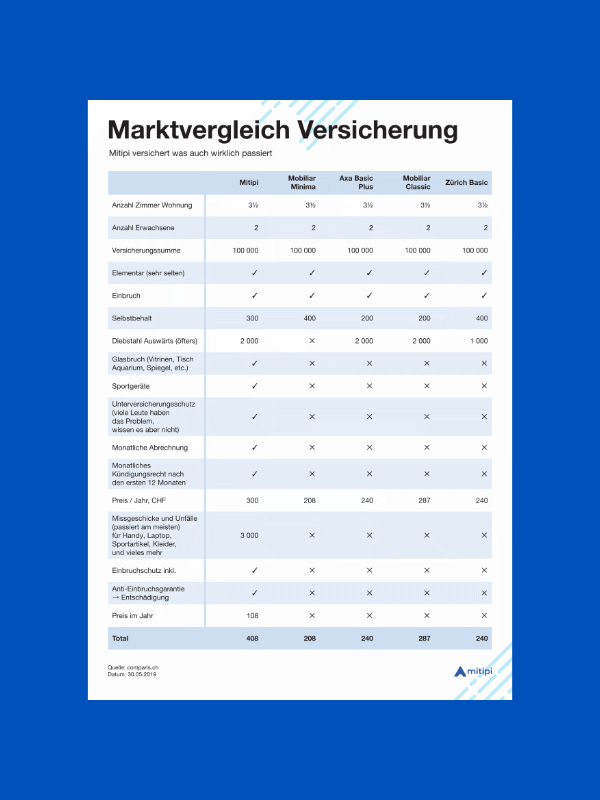 Marktvergleich Versicherung
Mitipi versichert was auch wirklich passiert
Mitipi Mobiliar Minima Axa Basic Plus Mobiliar Classic Zürich Basic
Anzahl Zimmer Wohnung 3½ 3½ 3½ 3½ 3½
Anzahl Erwachsene 2 2 2 2 2
Versicherungssumme 100 000 100 000 100 000 100 000 100 000
Elementar (sehr selten) ✓ ✓ ✓ ✓ ✓
Einbruch ✓ ✓ ✓ ✓ ✓
Selbstbehalt 300 400 200 200 400
Diebstahl Auswärts (öfters) 2 000 × 2 000 2 000 1 000
Glasbruch (Vitrinen, Tisch
Aquarium, Spiegel, etc.) ✓ × × × ×
Sportgeräte ✓ × × × ×
Unterversicherungsschutz
(viele Leute haben
das Problem,
wissen es aber nicht) ✓ × × × ×
Monatliche Abrechnung ✓ × × × ×
Monatliches
Kündigungsrecht nach
den ersten 12 Monaten ✓ × × × ×
Preis / Jahr, CHF 300 208 240 287 240
Missgeschicke und Unfälle
(passiert am meisten)
für Handy, Laptop,
Sportartikel, Kleider,
und vieles mehr 3 000 × × × ×
Einbruchschutz inkl. ✓ × × × ×
Anti-Einbruchsgarantie
→ Entschädigung ✓ × × × ×
Preis im Jahr 108 × × × ×
Total 408 208 240 287 240
Quelle: comparis.ch
Datum: 30.05.2018
mitipi